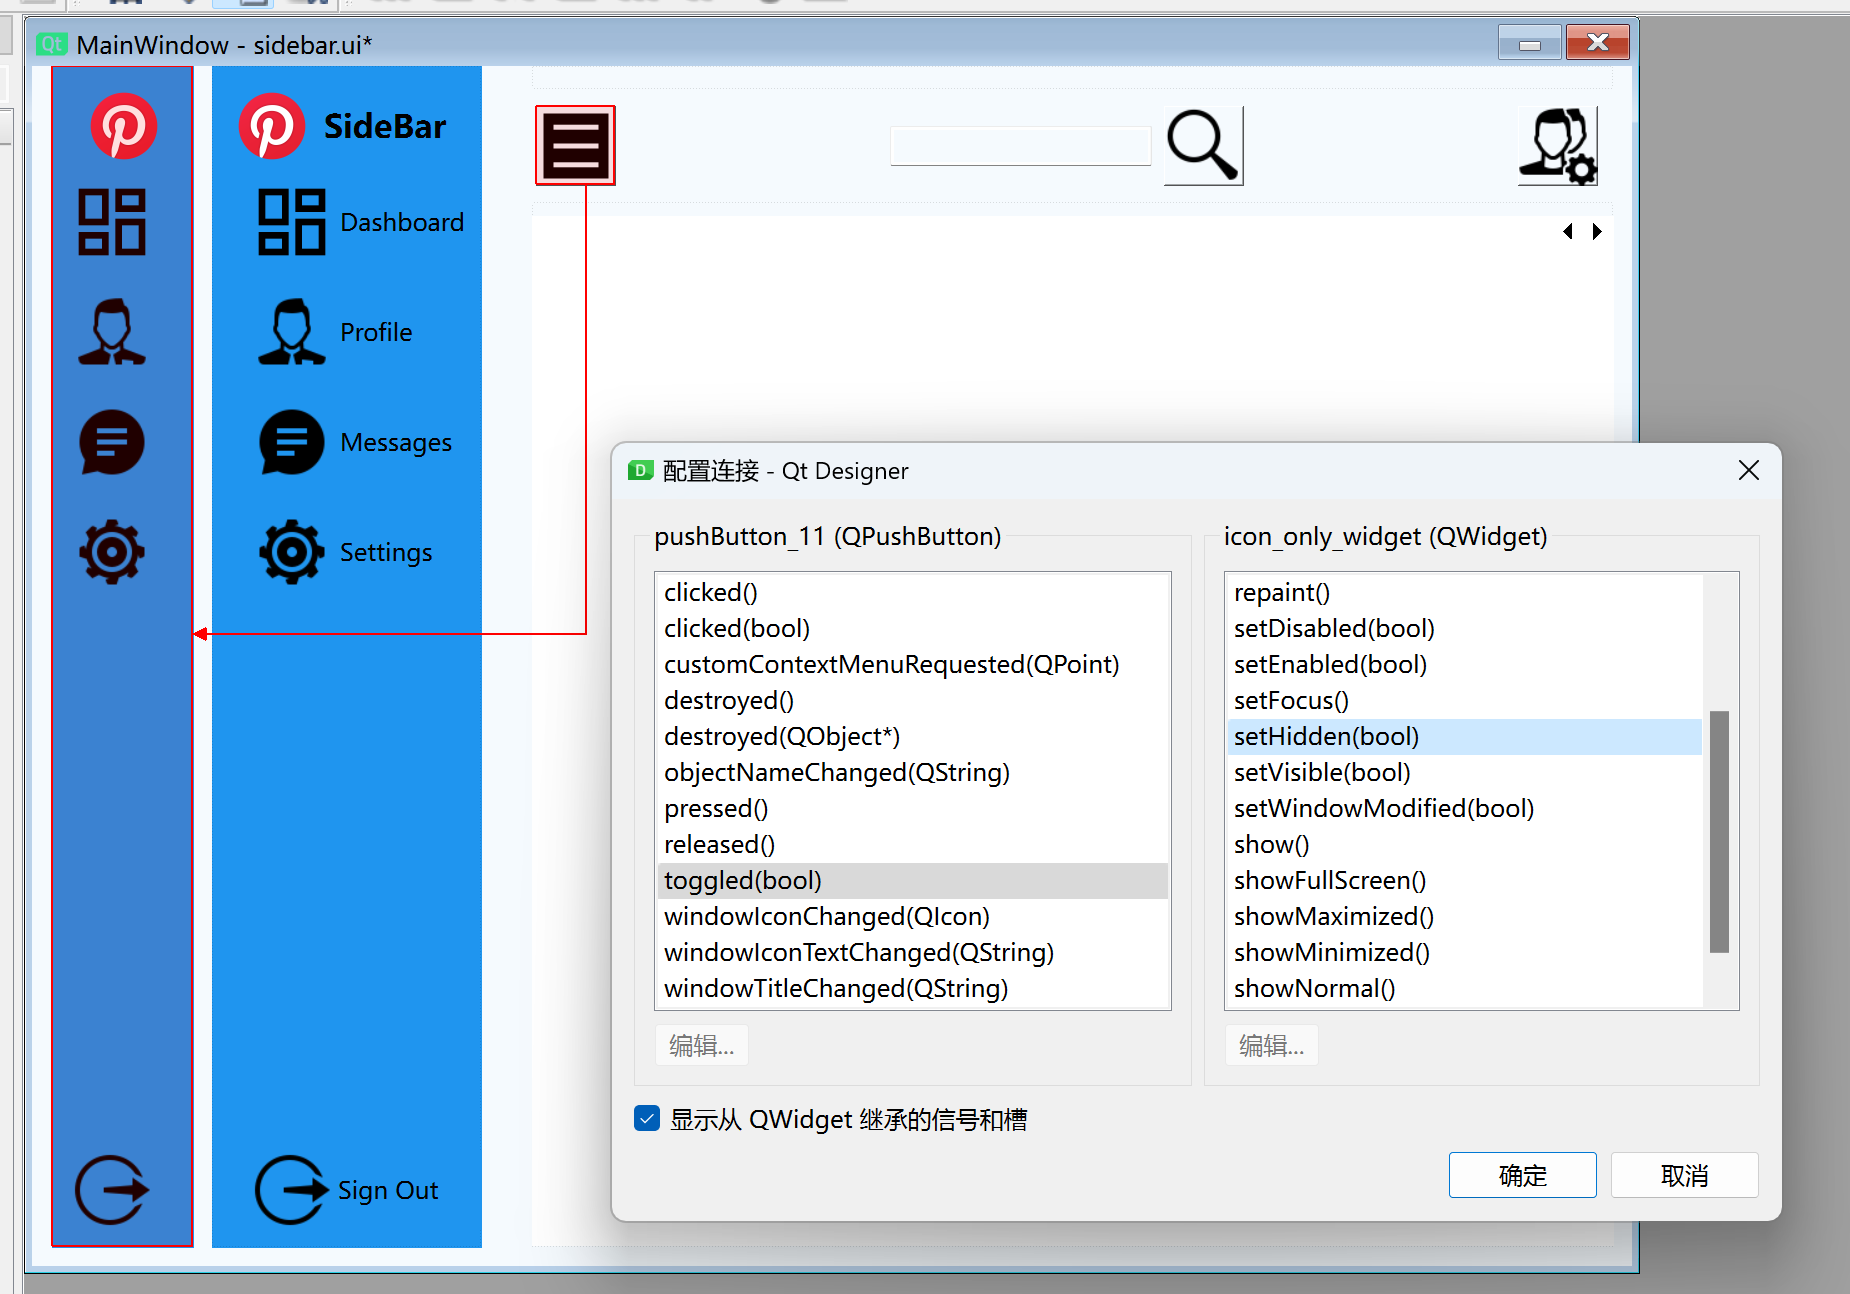 MainWindow - sidebar.ui*
SideBar
Dashboard
Profile
Messages
Settings
Sign Out
配置连接 - Qt Designer
pushButton_11 (QPushButton)
clicked()
clicked(bool)
customContextMenuRequested(QPoint)
destroyed()
destroyed(QObject*)
objectNameChanged(QString)
pressed()
released()
toggled(bool)
windowIconChanged(QIcon)
windowIconTextChanged(QString)
windowTitleChanged(QString)
编辑...
icon_only_widget (QWidget)
repaint()
setDisabled(bool)
setEnabled(bool)
setFocus()
setHidden(bool)
setVisible(bool)
setWindowModified(bool)
show()
showFullScreen()
showMaximized()
showMinimized()
showNormal()
编辑...
显示从 QWidget 继承的信号和槽
确定
取消